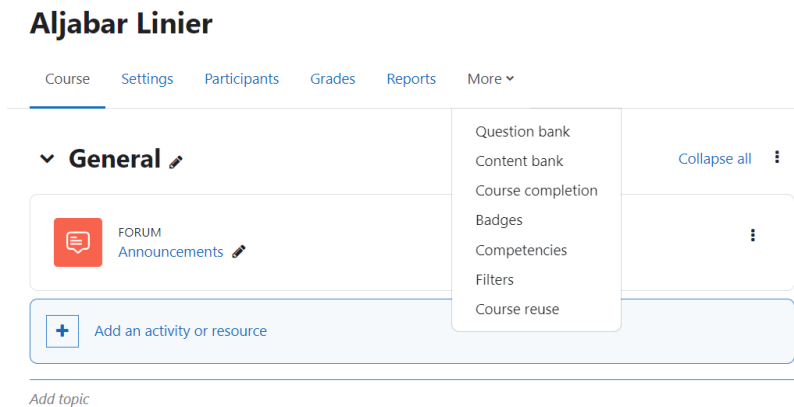 Aljabar Linier
Course Settings Participants Grades Reports More
Question bank
Content bank
Course completion
Badges
Competencies
Filters
Course reuse
General
Collapse all
FORUM
Announcements
Add an activity or resource
Add topic